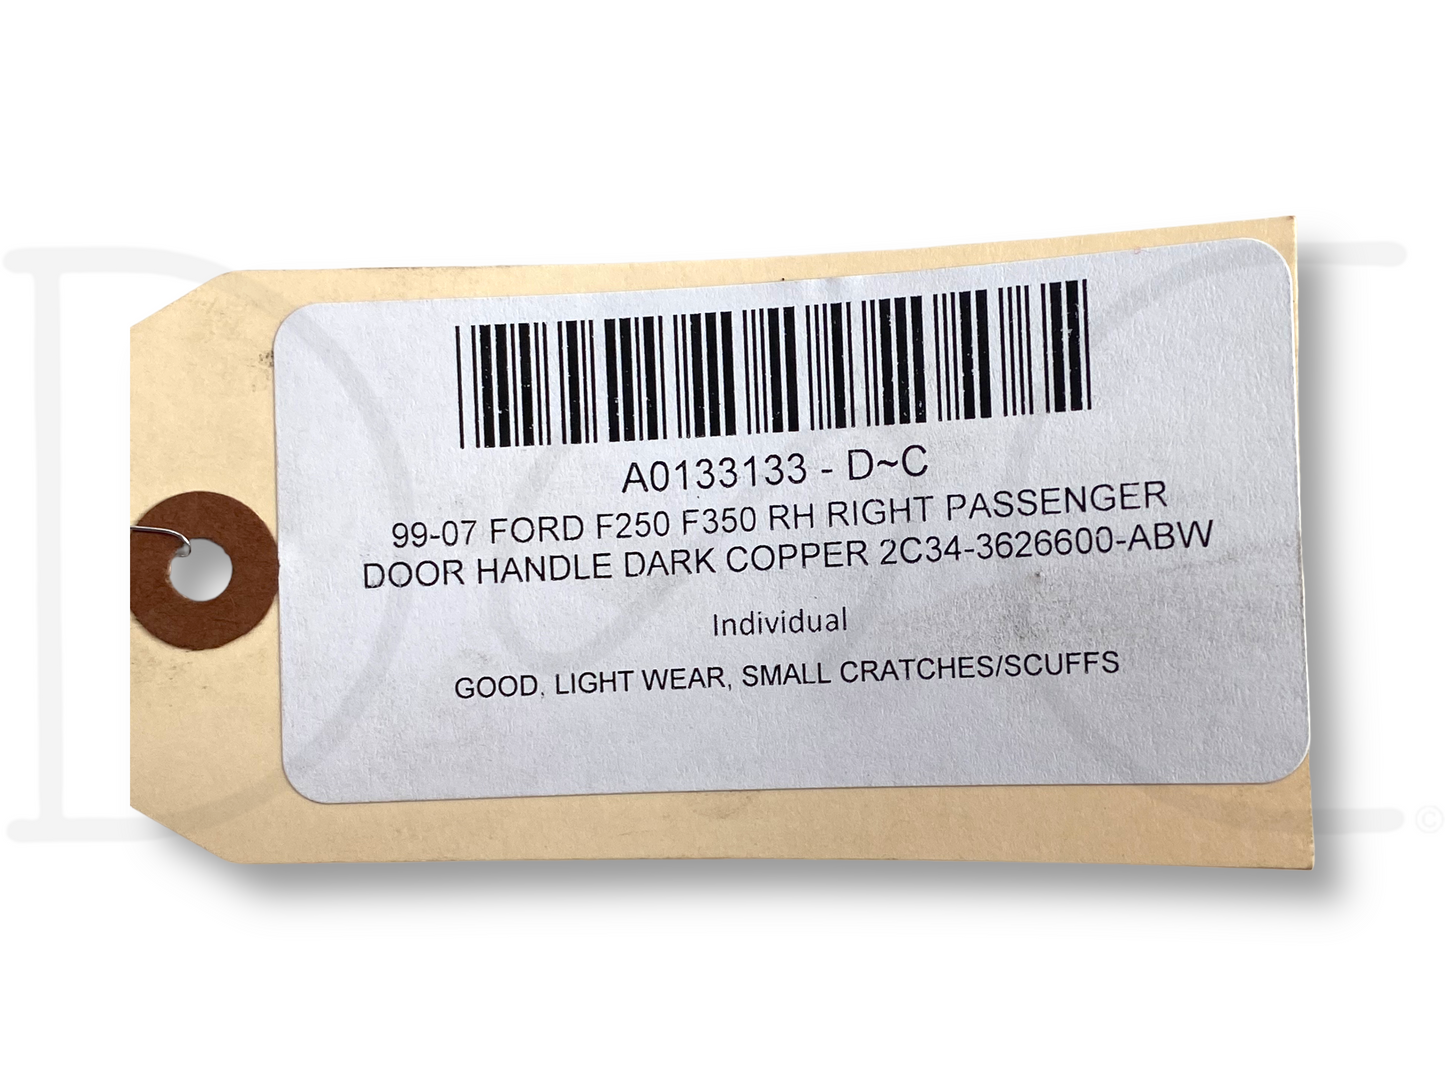 A0133133 - D~C
99-07 FORD F250 F350 RH RIGHT PASSENGER
DOOR HANDLE DARK COPPER 2C34-3626600-ABW
Individual
GOOD, LIGHT WEAR, SMALL CRATCHES/SCUFFS
©